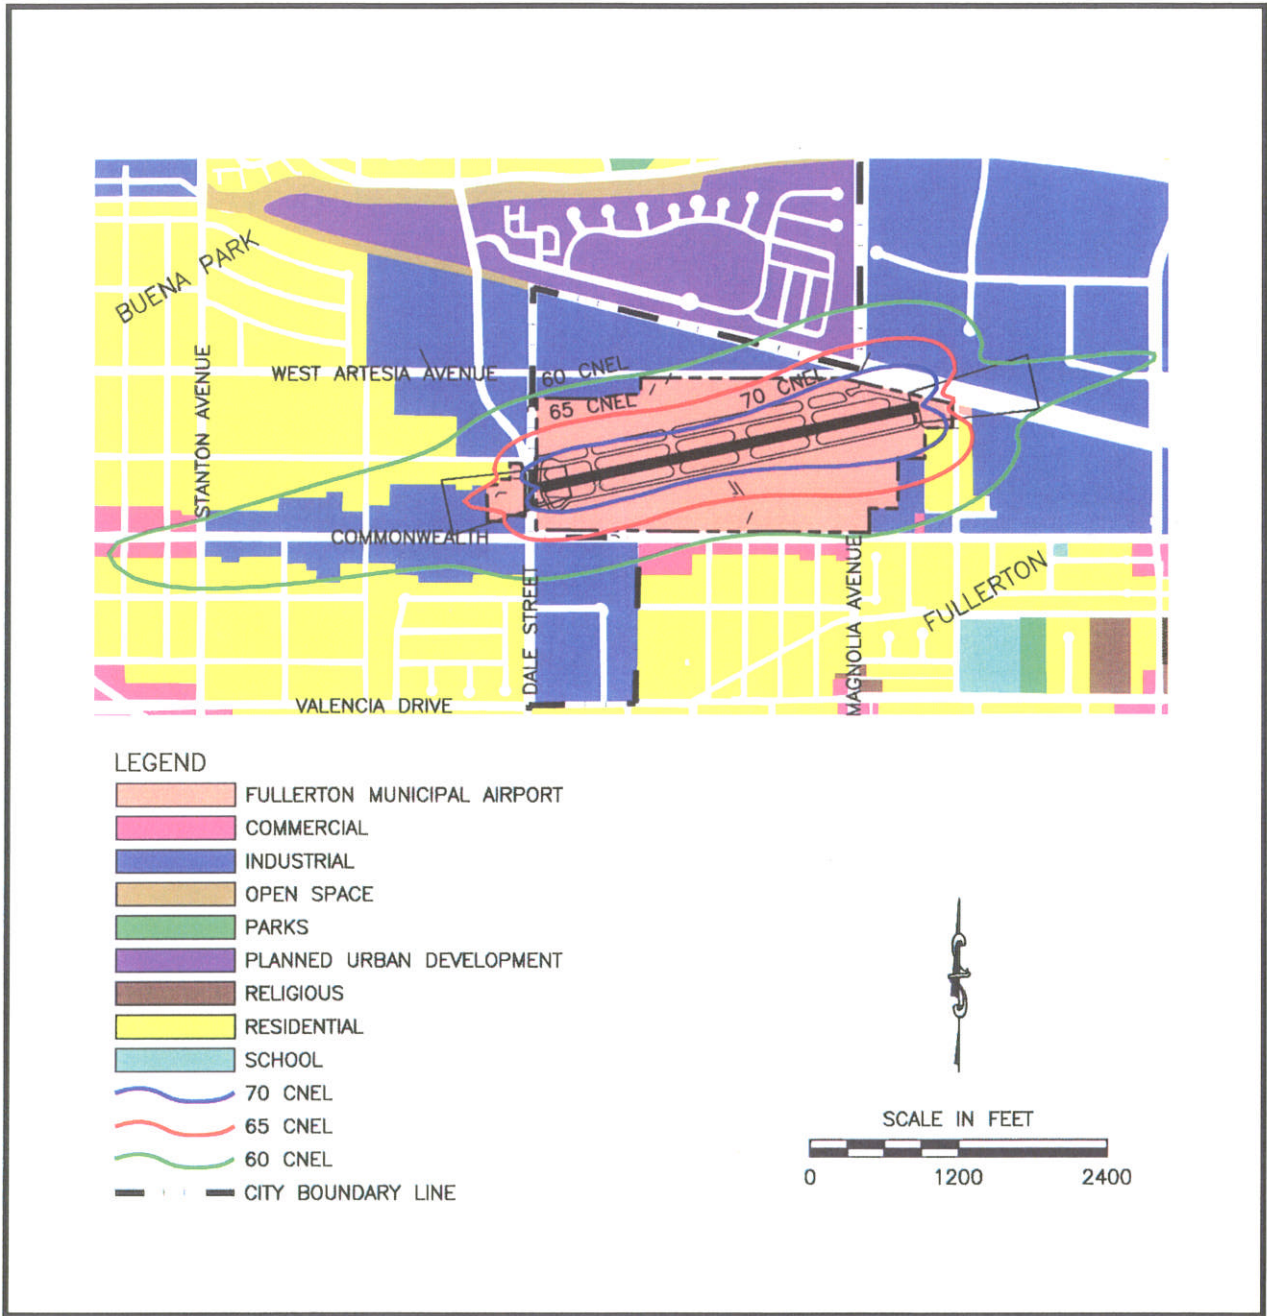 BUENA PARK
STANTON AVENUE
WEST ARTESIA AVENUE
60 CNEL
65 CNEL
70 CNEL
COMMONWEALTH
DALE STREET
MAGNOLIA AVENUE
FULLERTON
VALENCIA DRIVE
LEGEND
FULLERTON MUNICIPAL AIRPORT
COMMERCIAL
INDUSTRIAL
OPEN SPACE
PARKS
PLANNED URBAN DEVELOPMENT
RELIGIOUS
RESIDENTIAL
SCHOOL
70 CNEL
65 CNEL
60 CNEL
CITY BOUNDARY LINE
SCALE IN FEET
0 1200 2400